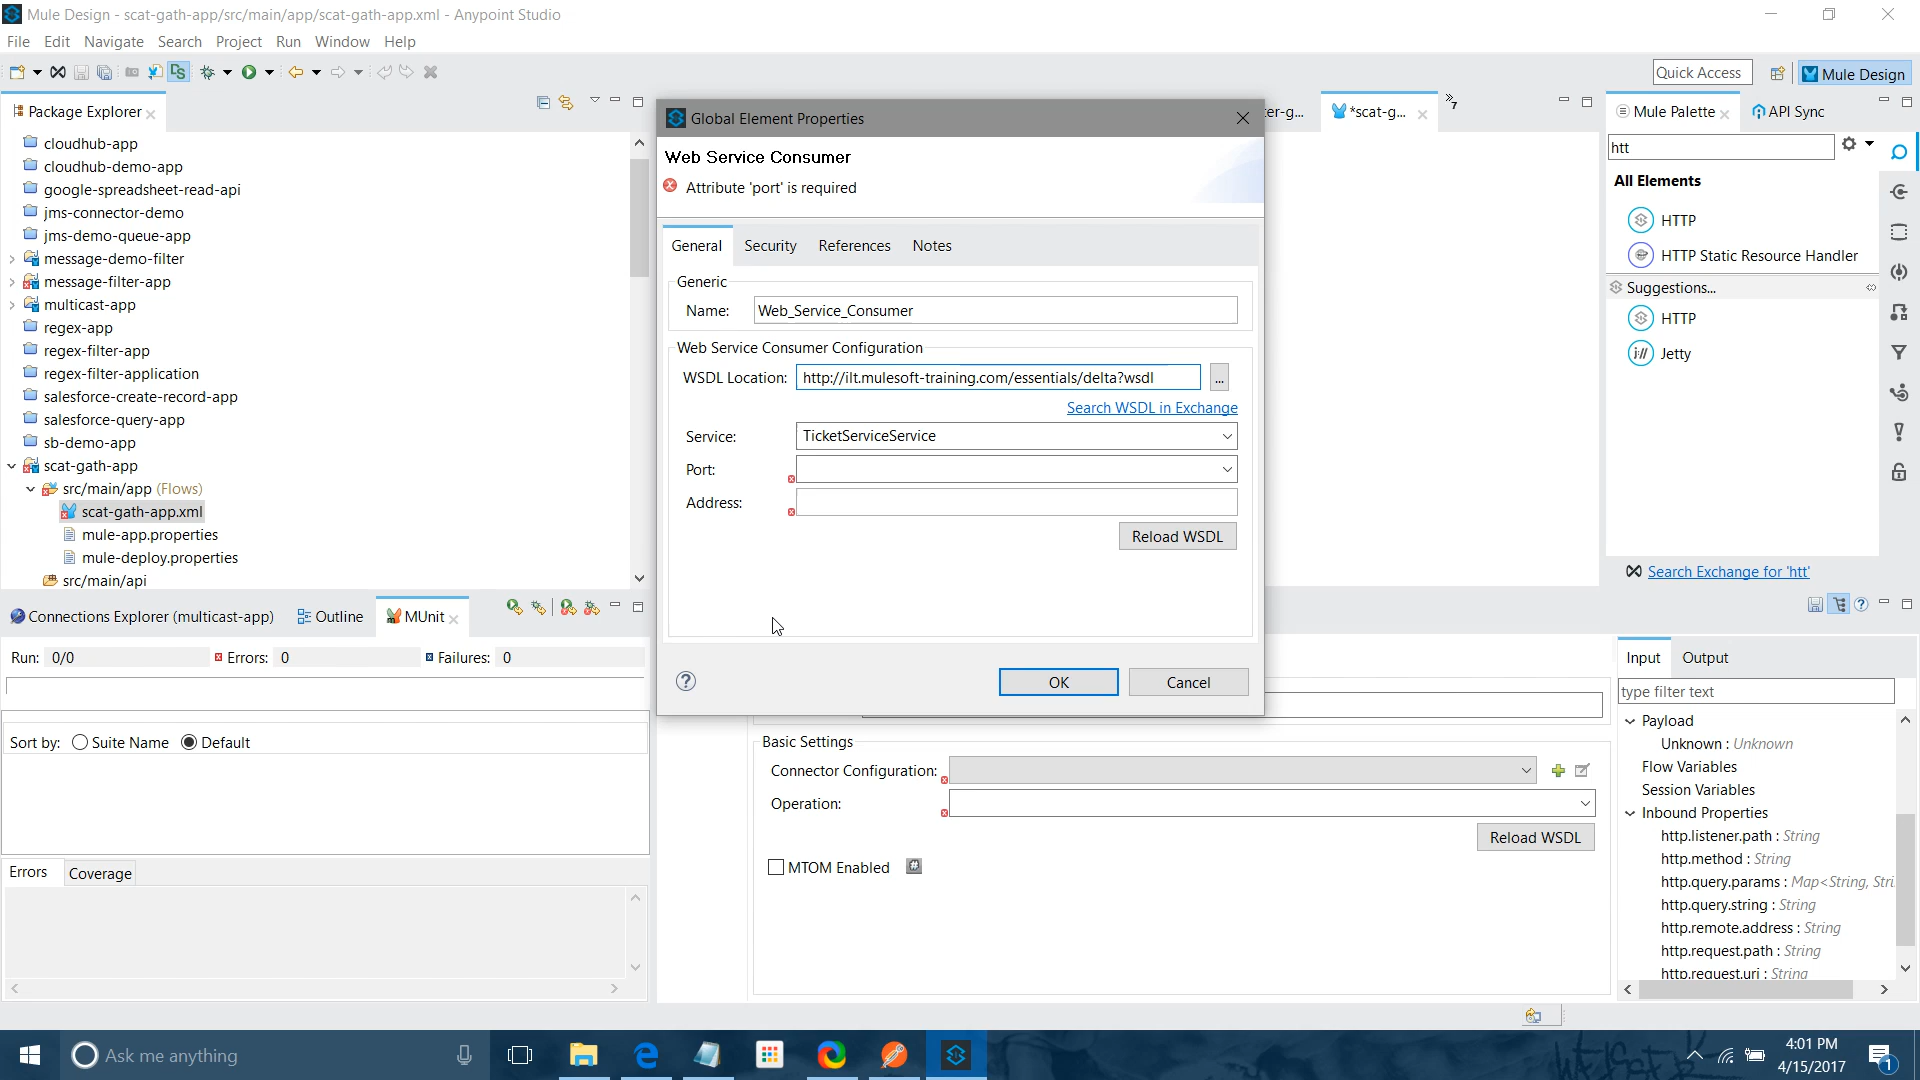 Mule Design - scat-gath-app/src/main/app/scat-gath-app.xml - Anypoint Studio
File Edit Navigate Search Project Run Window Help
Quick Access
Mule Design
Package Explorer
cloudhub-app
cloudhub-demo-app
google-spreadsheet-read-api
jms-connector-demo
jms-demo-queue-app
message-demo-filter
message-filter-app
multicast-app
regex-app
regex-filter-app
regex-filter-application
salesforce-create-record-app
salesforce-query-app
sb-demo-app
scat-gath-app
src/main/app (Flows)
scat-gath-app.xml
mule-app.properties
mule-deploy.properties
src/main/api
Global Element Properties
Web Service Consumer
Attribute 'port' is required
General Security References Notes
Generic
Name: Web_Service_Consumer
Web Service Consumer Configuration
WSDL Location: http://ilt.mulesoft-training.com/essentials/delta?wsdl ...
Search WSDL in Exchange
Service: TicketServiceService
Port:
Address:
Reload WSDL
OK Cancel
ter-g... *scat-g... 7
Mule Palette API Sync
htt
All Elements
HTTP
HTTP Static Resource Handler
Suggestions...
HTTP
Jetty
Search Exchange for 'htt'
Connections Explorer (multicast-app) Outline MUnit
Run: 0/0 Errors: 0 Failures: 0
Sort by: Suite Name Default
Errors Coverage
Basic Settings
Connector Configuration:
Operation:
Reload WSDL
MTOM Enabled
Input Output
type filter text
Payload
Unknown : Unknown
Flow Variables
Session Variables
Inbound Properties
http.listener.path : String
http.method : String
http.query.params : Map<String, Stri
http.query.string : String
http.remote.address : String
http.request.path : String
http.request.uri : String
Ask me anything
4:01 PM
4/15/2017
1